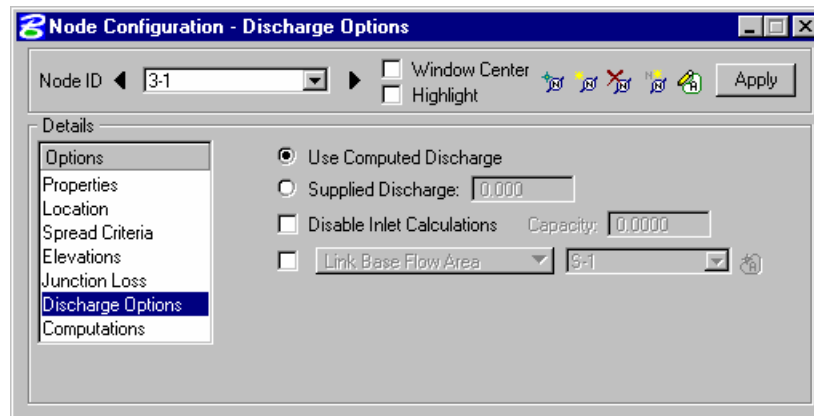 Node Configuration - Discharge Options
Node ID 3-1 Window Center Apply
Highlight
Details
Options
Properties
Location
Spread Criteria
Elevations
Junction Loss
Discharge Options
Computations
Use Computed Discharge
Supplied Discharge: 0.000
Disable Inlet Calculations Capacity: 0.0000
Link Base Flow Area S-1